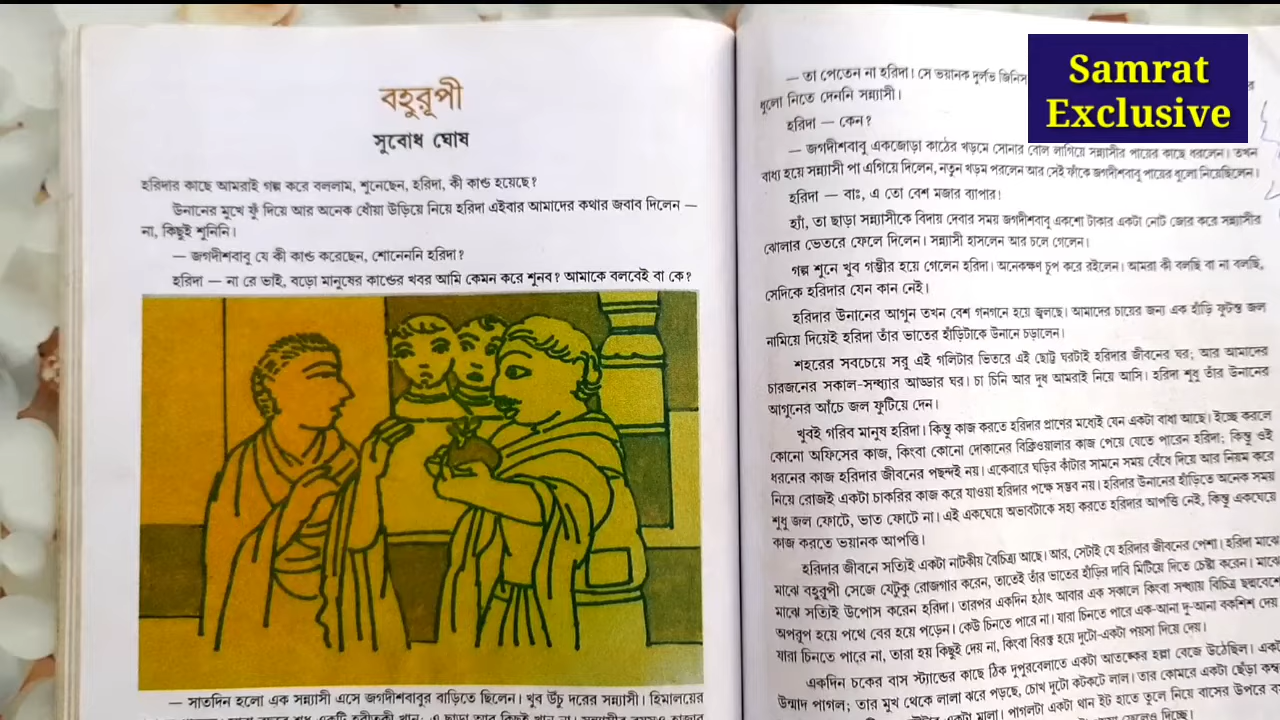 বহুরূপী
সুবোধ ঘোষ
হরিদার কাছে আমরাই গল্প করে বললাম, শুনেছেন, হরিদা, কী কাণ্ড হয়েছে?
উনানের মুখে ফুঁ দিয়ে আর অনেক ধোঁয়া উড়িয়ে নিয়ে হরিদা এইবার আমাদের কথার জবাব দিলেন —
না, কিছুই শুনিনি।
— জগদীশবাবু যে কী কাণ্ড করেছেন, শোনেননি হরিদা?
হরিদা — না রে ভাই, বড়ো মানুষের কাণ্ডের খবর আমি কেমন করে শুনব? আমাকে বলবেই বা কে?
— সাতদিন হলো এক সন্ন্যাসী এসে জগদীশবাবুর বাড়িতে ছিলেন। খুব উঁচু দরের সন্ন্যাসী। হিমালয়ের
— তা পেতেন না হরিদা। সে ভয়ানক দুর্লভ জিনিস
ধুলো নিতে দেননি সন্ন্যাসী।
হরিদা — কেন?
— জগদীশবাবু একজোড়া কাঠের খড়মে সোনার বোল লাগিয়ে সন্ন্যাসীর পায়ের কাছে ধরলেন। তখন
বাধ্য হয়ে সন্ন্যাসী পা এগিয়ে দিলেন, নতুন খড়ম পরলেন আর সেই ফাঁকে জগদীশবাবু পায়ের ধুলো নিয়েছিলেন।
হরিদা — বাঃ, এ তো বেশ মজার ব্যাপার!
হ্যাঁ, তা ছাড়া সন্ন্যাসীকে বিদায় দেবার সময় জগদীশবাবু একশো টাকার একটা নোট জোর করে সন্ন্যাসীর
ঝোলার ভেতরে ফেলে দিলেন। সন্ন্যাসী হাসলেন আর চলে গেলেন।
গল্প শুনে খুব গম্ভীর হয়ে গেলেন হরিদা। অনেকক্ষণ চুপ করে রইলেন। আমরা কী বলছি বা না বলছি,
সেদিকে হরিদার যেন কান নেই।
হরিদার উনানের আগুন তখন বেশ গনগনে হয়ে জ্বলছে। আমাদের চায়ের জন্য এক হাঁড়ি ফুটন্ত জল
নামিয়ে দিয়েই হরিদা তাঁর ভাতের হাঁড়িটাকে উনানে চড়ালেন।
শহরের সবচেয়ে সরু এই গলিটার ভিতরে এই ছোট্ট ঘরটাই হরিদার জীবনের ঘর; আর আমাদের
চারজনের সকাল-সন্ধ্যার আড্ডার ঘর। চা চিনি আর দুধ আমরাই নিয়ে আসি। হরিদা শুধু তাঁর উনানের
আগুনের আঁচে জল ফুটিয়ে দেন।
খুবই গরিব মানুষ হরিদা। কিন্তু কাজ করতে হরিদার প্রাণের মধ্যেই যেন একটা বাধা আছে। ইচ্ছে করলে
কোনো অফিসের কাজ, কিংবা কোনো দোকানের বিক্রিওয়ালার কাজ পেয়ে যেতে পারেন হরিদা; কিন্তু ওই
ধরনের কাজ হরিদার জীবনের পছন্দই নয়। একেবারে ঘড়ির কাঁটার সামনে সময় বেঁধে দিয়ে আর নিয়ম করে
নিয়ে রোজই একটা চাকরির কাজ করে যাওয়া হরিদার পক্ষে সম্ভব নয়। হরিদার উনানের হাঁড়িতে অনেক সময়
শুধু জল ফোটে, ভাত ফোটে না। এই একঘেয়ে অভাবটাকে সহ্য করতে হরিদার আপত্তি নেই, কিন্তু একঘেয়ে
কাজ করতে ভয়ানক আপত্তি।
হরিদার জীবনে সত্যিই একটা নাটকীয় বৈচিত্র্য আছে। আর, সেটাই যে হরিদার জীবনের পেশা। হরিদা মাঝে
মাঝে বহুরূপী সেজে যেটুকু রোজগার করেন, তাতেই তাঁর ভাতের হাঁড়ির দাবি মিটিয়ে দিতে চেষ্টা করেন। মাঝে
মাঝে সত্যিই উপোস করেন হরিদা। তারপর একদিন হঠাৎ আবার এক সকালে কিংবা সন্ধ্যায় বিচিত্র ছদ্মবেশে
অপরূপ হয়ে পথে বের হয়ে পড়েন। কেউ চিনতে পারে না। যারা চিনতে পারে এক-আনা দু-আনা বকশিশ দেয়
যারা চিনতে পারে না, তারা হয় কিছুই দেয় না, কিংবা বিরক্ত হয়ে দুটো-একটা পয়সা দিয়ে দেয়।
একদিন চকের বাস স্ট্যান্ডের কাছে ঠিক দুপুরবেলাতে একটা আতঙ্কের হল্লা বেজে উঠেছিল।
উন্মাদ পাগল; তার মুখ থেকে লালা ঝরে পড়ছে, চোখ দুটো কটকটে লাল। তার কোমরে একটা ছেঁড়া
একটা মালা। পাগলটা একটা থান ইট হাতে তুলে নিয়ে বাসের উপরে
Samrat
Exclusive